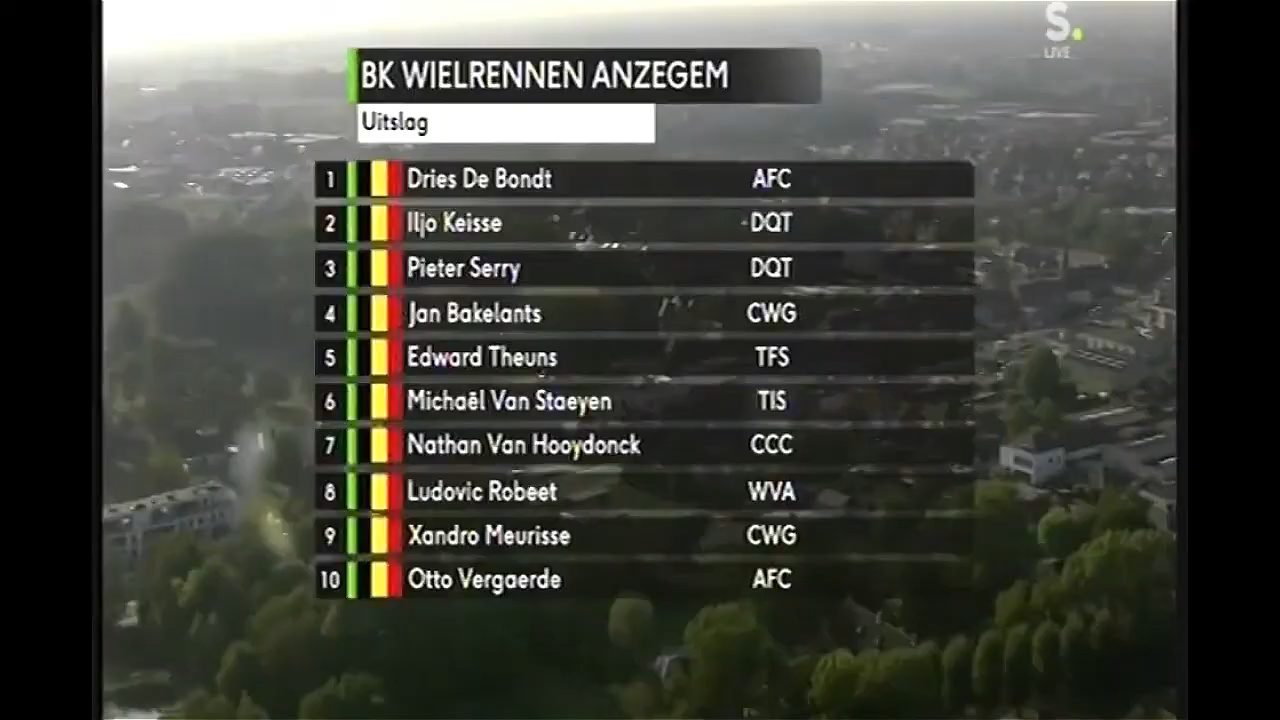 S.
LIVE
BK WIELRENNEN ANZEGEM
Uitslag
1 Dries De Bondt AFC
2 Iljo Keisse DQT
3 Pieter Serry DQT
4 Jan Bakelants CWG
5 Edward Theuns TFS
6 Michaël Van Staeyen TIS
7 Nathan Van Hooydonck CCC
8 Ludovic Robeet WVA
9 Xandro Meurisse CWG
10 Otto Vergaerde AFC